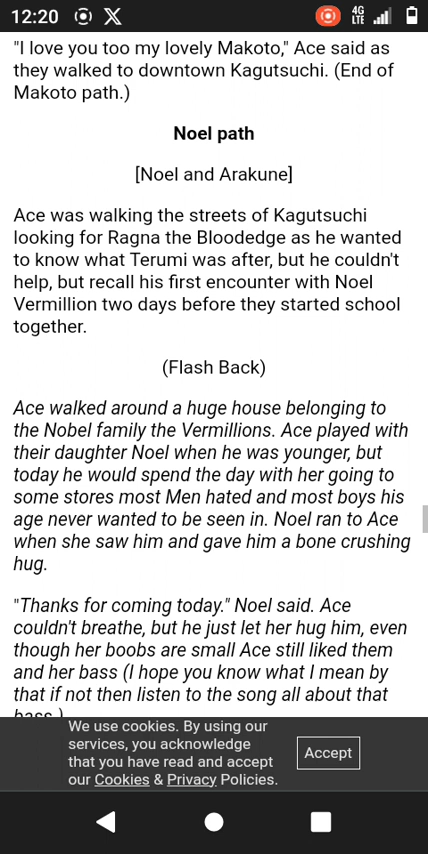 12:20 4G LTE
"I love you too my lovely Makoto," Ace said as
they walked to downtown Kagutsuchi. (End of
Makoto path.)
Noel path
[Noel and Arakune]
Ace was walking the streets of Kagutsuchi
looking for Ragna the Bloodedge as he wanted
to know what Terumi was after, but he couldn't
help, but recall his first encounter with Noel
Vermillion two days before they started school
together.
(Flash Back)
Ace walked around a huge house belonging to
the Nobel family the Vermillions. Ace played with
their daughter Noel when he was younger, but
today he would spend the day with her going to
some stores most Men hated and most boys his
age never wanted to be seen in. Noel ran to Ace
when she saw him and gave him a bone crushing
hug.
"Thanks for coming today." Noel said. Ace
couldn't breathe, but he just let her hug him, even
though her boobs are small Ace still liked them
and her bass (I hope you know what I mean by
that if not then listen to the song all about that
bass.)
We use cookies. By using our
services, you acknowledge
that you have read and accept
our Cookies & Privacy Policies.
Accept